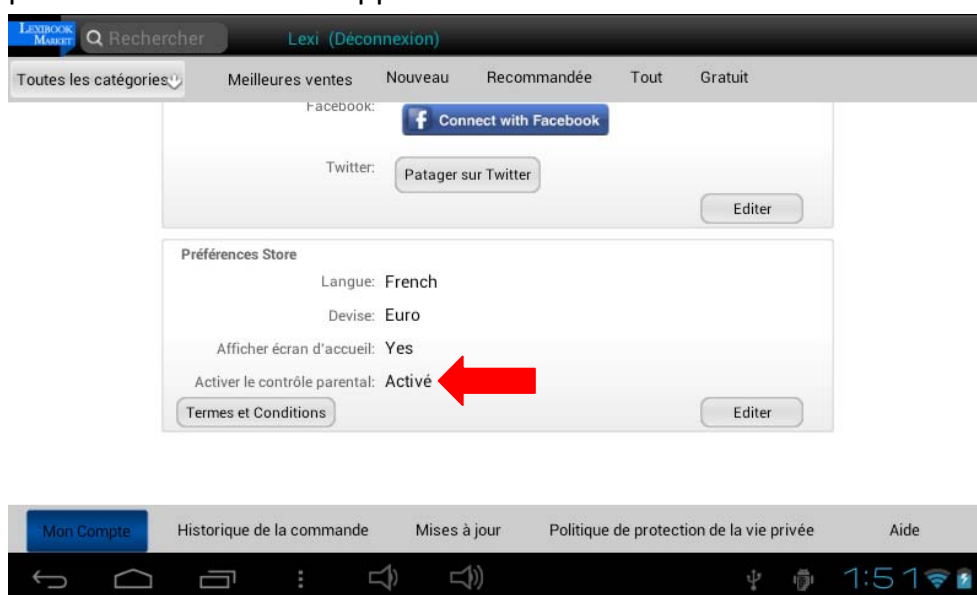 LEXIBOOK
MARKET
Rechercher
Lexi (Déconnexion)
Toutes les catégories
Meilleures ventes
Nouveau
Recommandée
Tout
Gratuit
Facebook:
Connect with Facebook
Twitter:
Patager sur Twitter
Editer
Préférences Store
Langue: French
Devise: Euro
Afficher écran d'accueil: Yes
Activer le contrôle parental: Activé
Termes et Conditions
Editer
Mon Compte
Historique de la commande
Mises à jour
Politique de protection de la vie privée
Aide
1:51